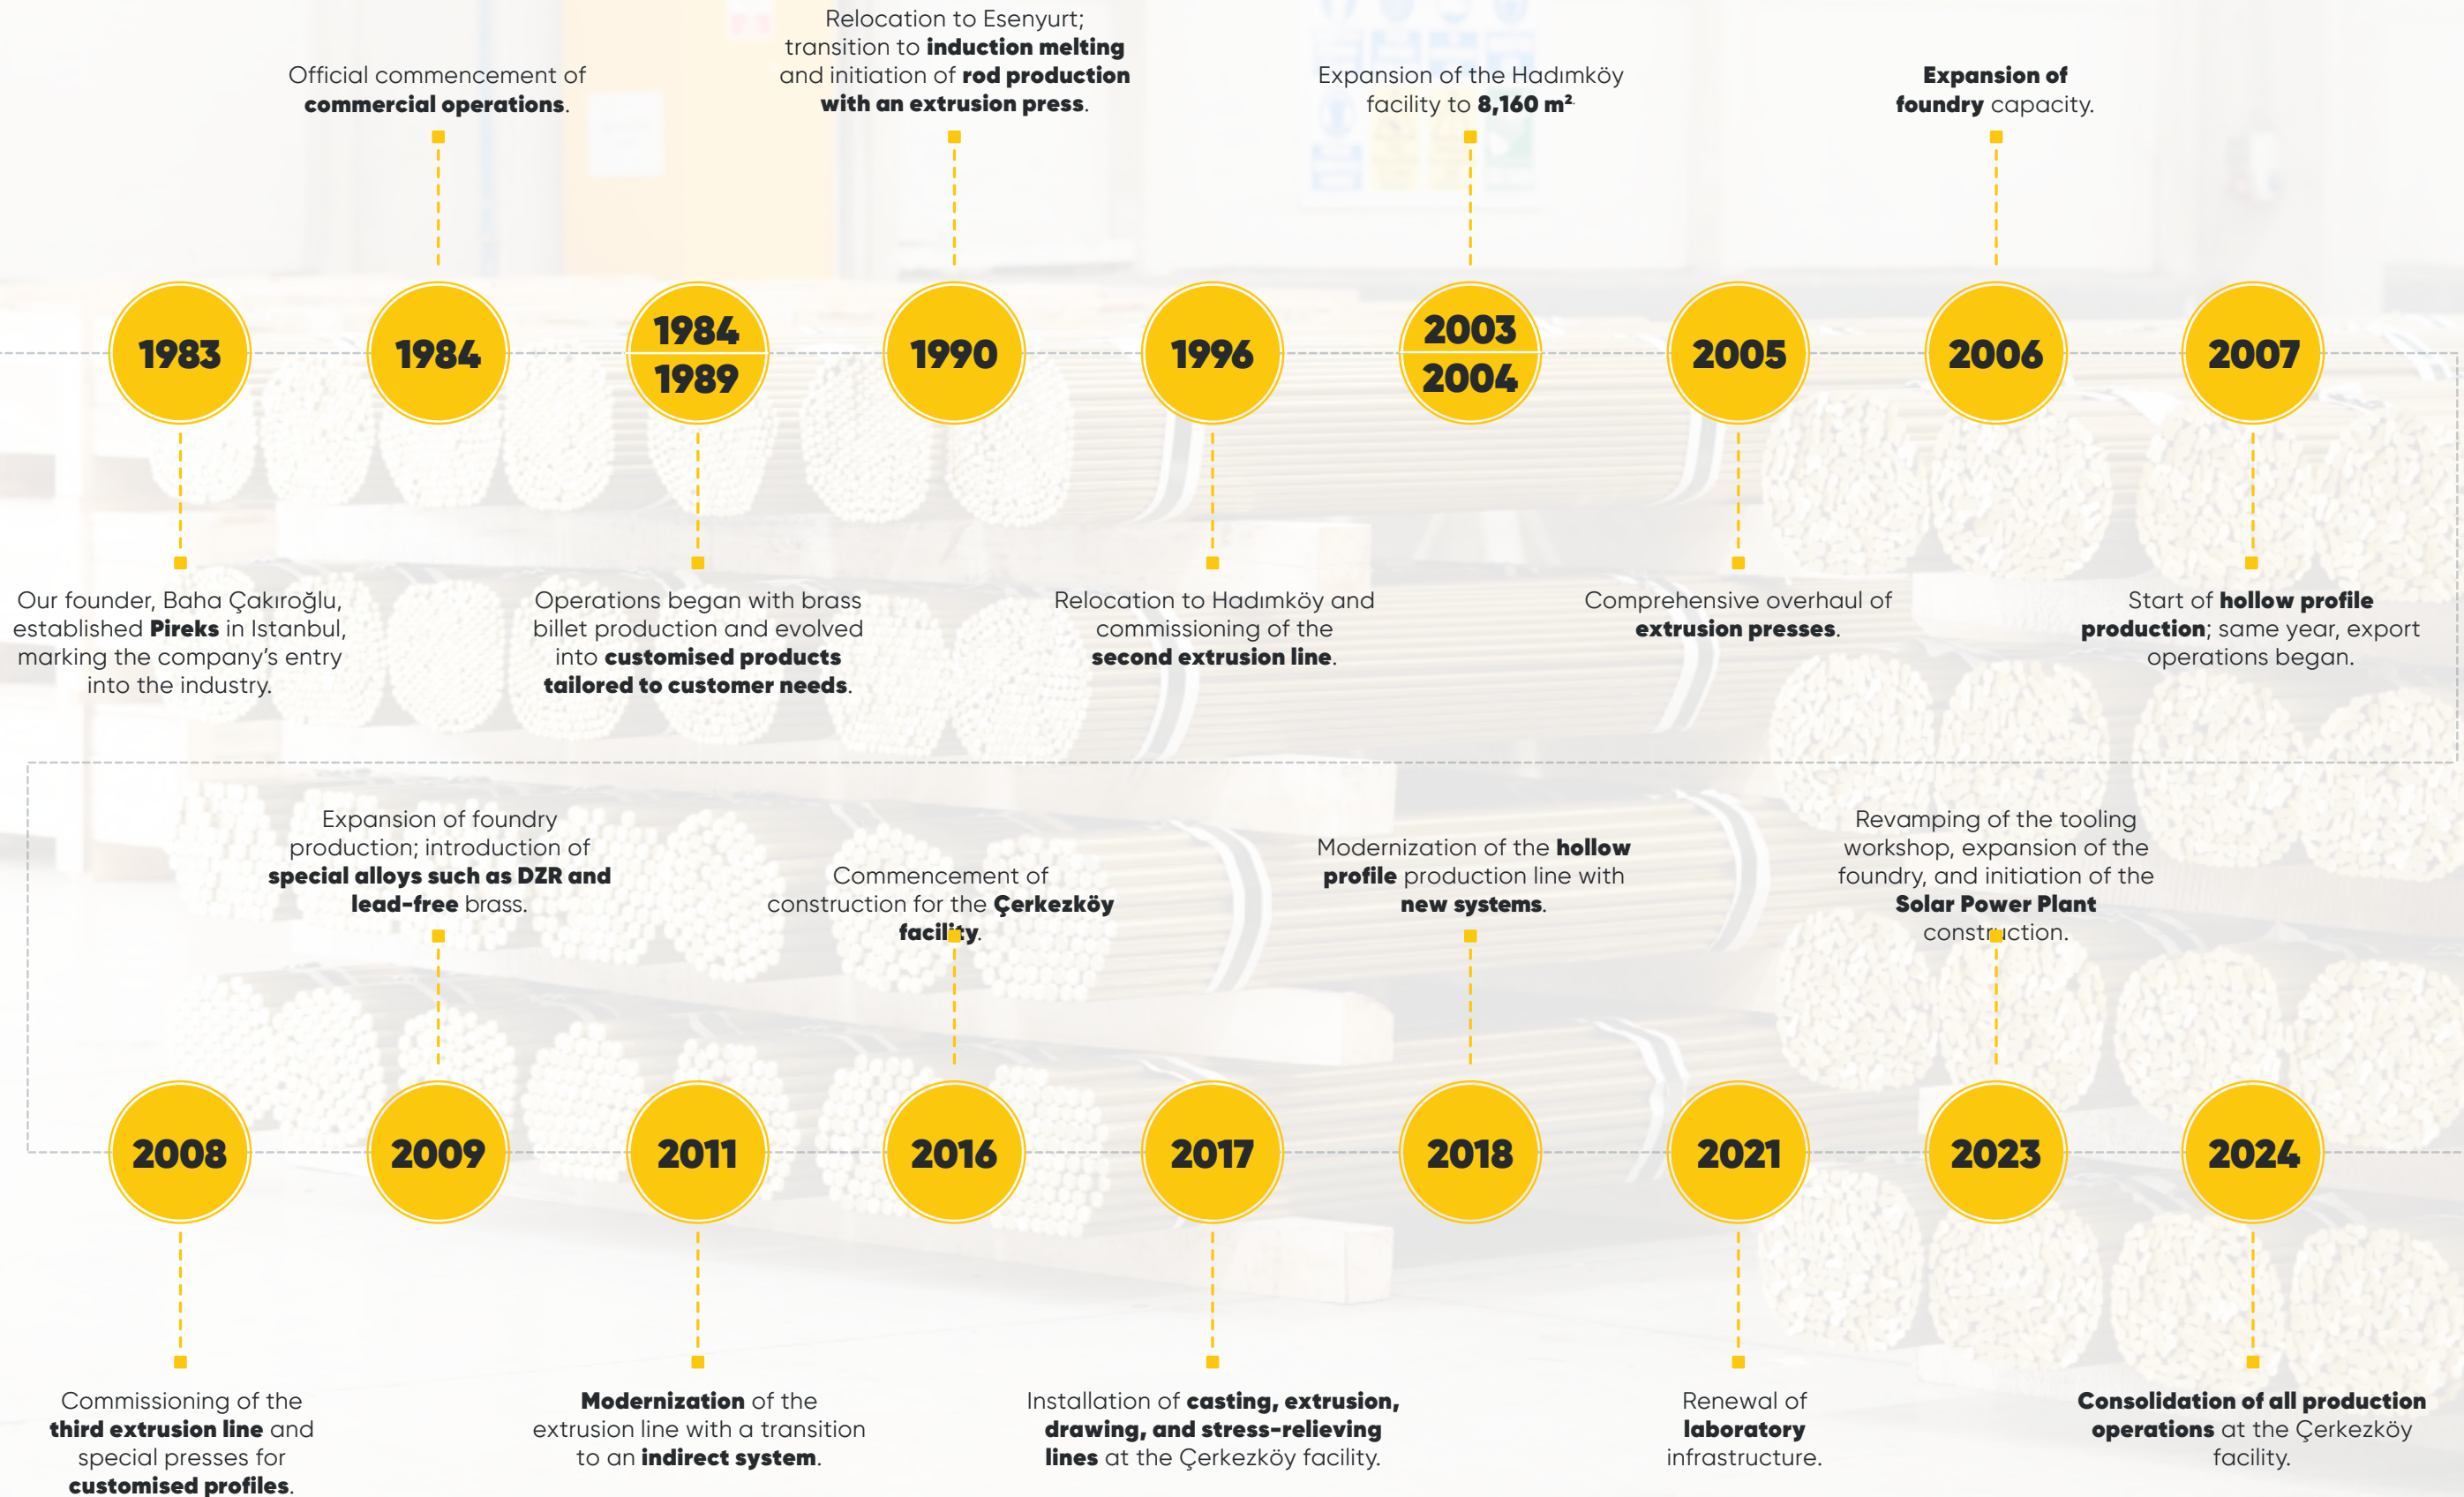 1983
Our founder, Baha Çakıroğlu,
established Pireks in Istanbul,
marking the company’s entry
into the industry.
Official commencement of
commercial operations.
1984
1984
1989
Operations began with brass
billet production and evolved
into customised products
tailored to customer needs.
Relocation to Esenyurt;
transition to induction melting
and initiation of rod production
with an extrusion press.
1990
1996
Relocation to Hadımköy and
commissioning of the
second extrusion line.
Expansion of the Hadımköy
facility to 8,160 m².
2003
2004
2005
Comprehensive overhaul of
extrusion presses.
Expansion of
foundry capacity.
2006
2007
Start of hollow profile
production; same year, export
operations began.
2008
Commissioning of the
third extrusion line and
special presses for
customised profiles.
Expansion of foundry
production; introduction of
special alloys such as DZR and
lead-free brass.
2009
2011
Modernization of the
extrusion line with a transition
to an indirect system.
Commencement of
construction for the Çerkezköy
facility.
2016
2017
Installation of casting, extrusion,
drawing, and stress-relieving
lines at the Çerkezköy facility.
Modernization of the hollow
profile production line with
new systems.
2018
2021
Renewal of
laboratory
infrastructure.
Revamping of the tooling
workshop, expansion of the
foundry, and initiation of the
Solar Power Plant
construction.
2023
2024
Consolidation of all production
operations at the Çerkezköy
facility.